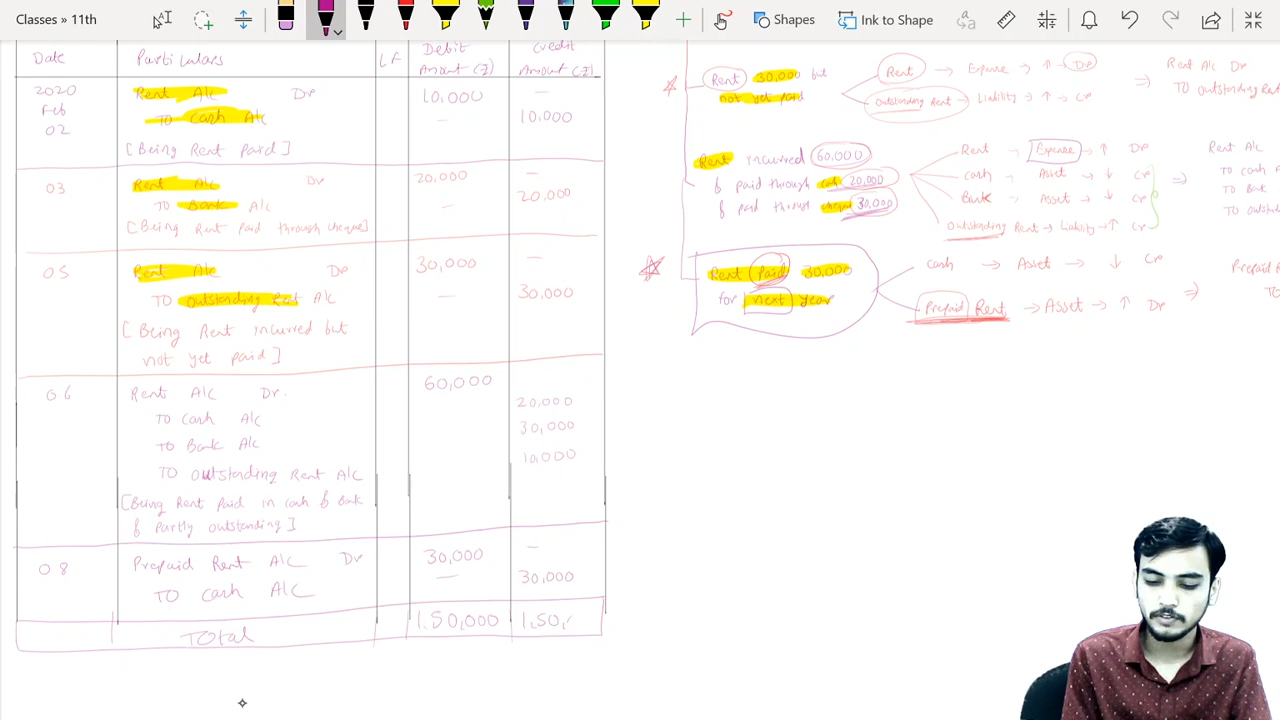 Classes » 11th
Shapes
Ink to Shape
Date Particulars LF Debit Amount (₹) Credit Amount (₹)
2020 Rent A/c Dr 10,000 —
Feb TO Cash A/c — 10,000
02
[Being Rent Paid]
03 Rent A/c Dr 20,000 —
TO Bank A/c — 20,000
[Being Rent Paid through cheque]
05 Rent A/c Dr 30,000 —
TO outstanding Rent A/c — 30,000
[Being Rent incurred but
not yet paid]
06 Rent A/c Dr. 60,000
TO Cash A/c 20,000
TO Bank A/c 30,000
TO outstanding Rent A/c 10,000
[Being Rent Paid in cash & Bank
& Partly outstanding]
08 Prepaid Rent A/c Dr 30,000 —
TO cash A/c — 30,000
Total 1,50,000 1,50,
Rent 30,000 but
not yet paid
Rent → Expense → ↑ → Dr
Outstanding Rent → Liability → ↑ → Cr
⇒ Rent A/c Dr
TO outstanding Rent
Rent incurred 60,000
& paid through cash 20,000
& paid through cheque 30,000
Rent → Expense → ↑ Dr
cash → Asset → ↓ Cr
Bank → Asset → ↓ Cr
Outstanding Rent → Liability → ↑ Cr
⇒ Rent A/c
TO cash A
TO Bank
TO outst
Rent Paid 30,000
for next year
cash → Asset → ↓ Cr
Prepaid Rent → Asset → ↑ Dr
⇒ Prepaid R
TO